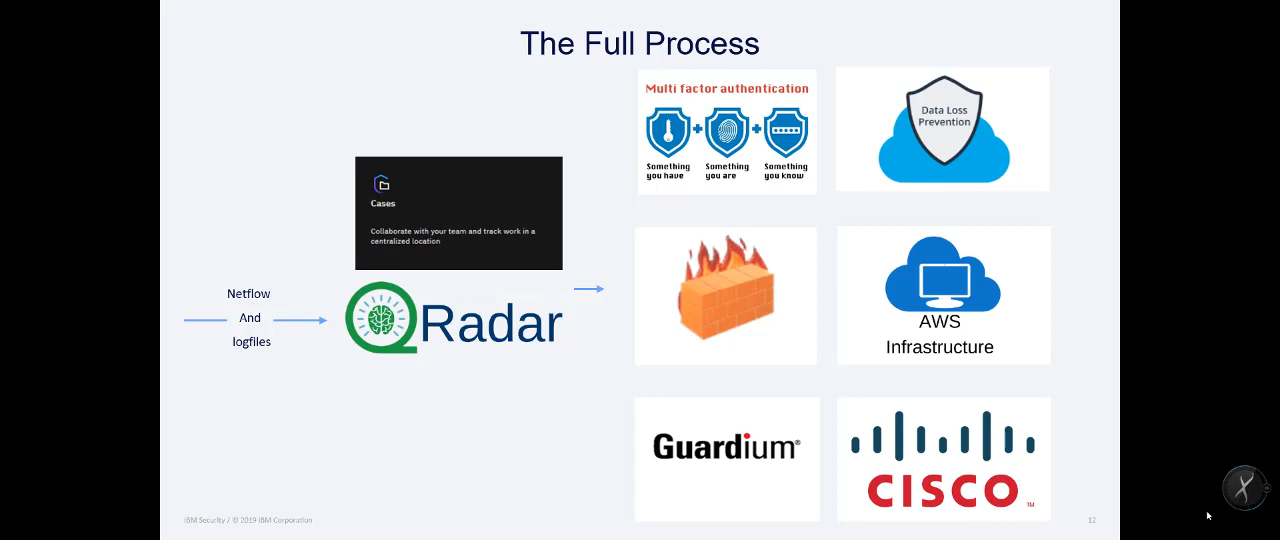 The Full Process
Multi factor authentication
Something
you have
Something
you are
Something
you know
Data Loss
Prevention
Cases
Collaborate with your team and track work in a
centralized location
Netflow
And
logfiles
QRadar
AWS
Infrastructure
Guardium®
CISCO™
IBM Security / © 2019 IBM Corporation
12